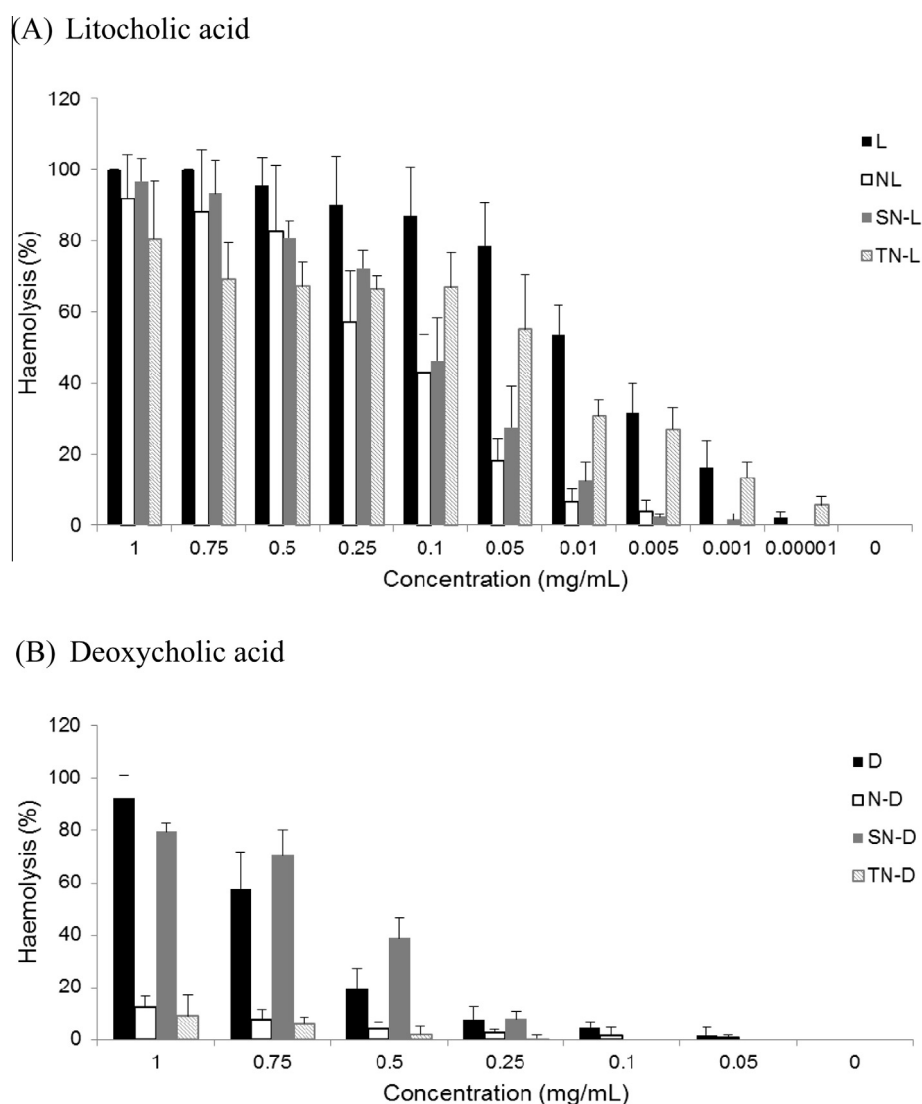 (A) Litocholic acid
120
100
80
60
40
20
0
Haemolysis (%)
1 0.75 0.5 0.25 0.1 0.05 0.01 0.005 0.001 0.00001 0
Concentration (mg/mL)
L
NL
SN-L
TN-L
(B) Deoxycholic acid
120
100
80
60
40
20
0
Haemolysis (%)
1 0.75 0.5 0.25 0.1 0.05 0
Concentration (mg/mL)
D
N-D
SN-D
TN-D